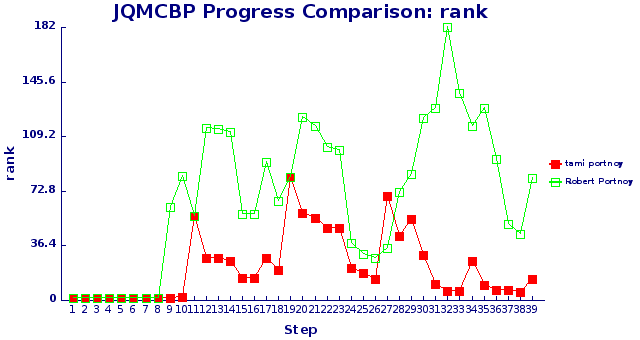 JQMCBP Progress Comparison: rank
182
145.6
109.2
72.8
36.4
0
rank
1 2 3 4 5 6 7 8 9 10 11 12 13 14 15 16 17 18 19 20 21 22 23 24 25 26 27 28 29 30 31 32 33 34 35 36 37 38 39
Step
tami portnoy
Robert Portnoy